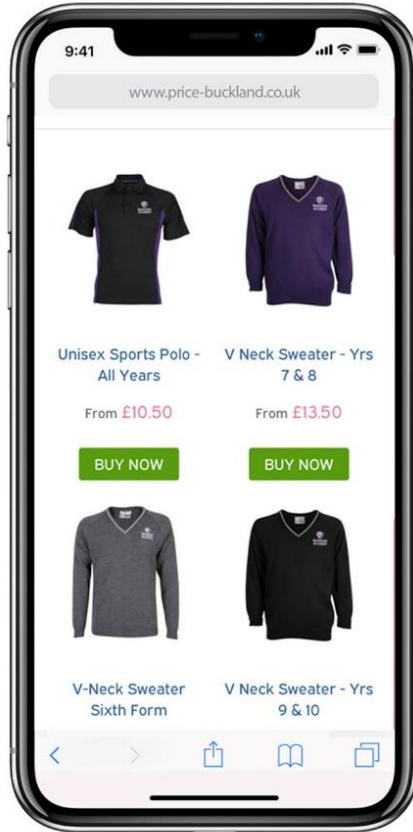 9:41
www.price-buckland.co.uk
Unisex Sports Polo -
All Years
From £10.50
BUY NOW
V Neck Sweater - Yrs
7 & 8
From £13.50
BUY NOW
V-Neck Sweater
Sixth Form
V Neck Sweater - Yrs
9 & 10